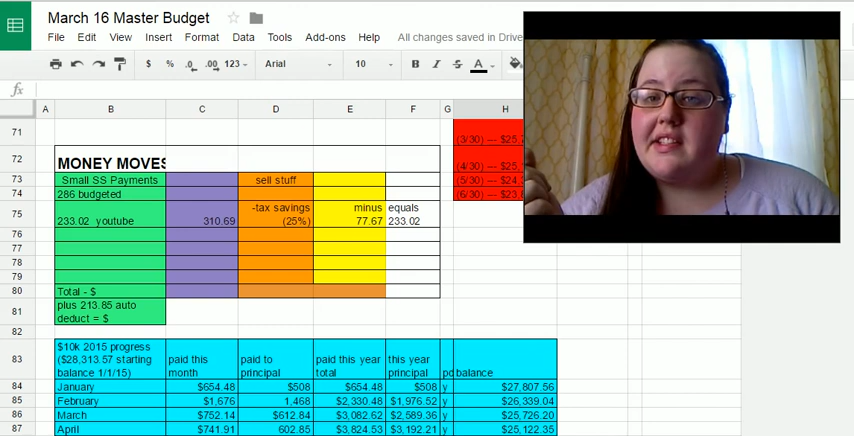 March 16 Master Budget
File Edit View Insert Format Data Tools Add-ons Help All changes saved in Drive
$ % .0 .00 123 Arial 10 B I S A
fx
A B C D E F G H
71
(3/30) --- $25,
72 MONEY MOVES (4/30) --- $25,
73 Small SS Payments sell stuff (5/30) --- $24,
74 286 budgeted (6/30) --- $23,
-tax savings minus equals
75 233.02 youtube 310.69 (25%) 77.67 233.02
76
77
78
79
80 Total - $
plus 213.85 auto
81 deduct = $
82
$10k 2015 progress
83 ($28,313.57 starting paid this paid to paid this year this year
balance 1/1/15) month principal total principal pd balance
84 January $654.48 $508 $654.48 $508 y $27,807.56
85 February $1,676 1,468 $2,330.48 $1,976.52 y $26,339.04
86 March $752.14 $612.84 $3,082.62 $2,589.36 y $25,726.20
87 April $741.91 602.85 $3,824.53 $3,192.21 y $25,122.35